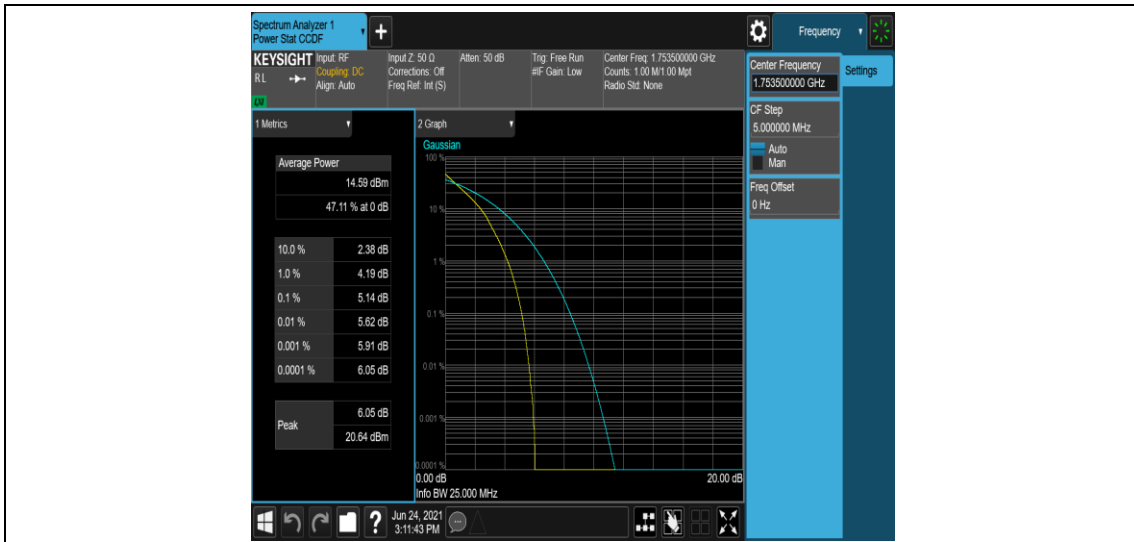 Spectrum Analyzer 1
Power Stat CCDF
+
Frequency
KEYSIGHT
RL
LXI
Input: RF
Coupling: DC
Align: Auto
Input Z: 50 Ω
Corrections: Off
Freq Ref: Int (S)
Atten: 50 dB
Trig: Free Run
#IF Gain: Low
Center Freq: 1.753500000 GHz
Counts: 1.00 M/1.00 Mpt
Radio Std: None
Center Frequency
1.753500000 GHz
Settings
CF Step
5.000000 MHz
Auto
Man
Freq Offset
0 Hz
1 Metrics
Average Power
14.59 dBm
47.11 % at 0 dB
10.0 % 2.38 dB
1.0 % 4.19 dB
0.1 % 5.14 dB
0.01 % 5.62 dB
0.001 % 5.91 dB
0.0001 % 6.05 dB
Peak
6.05 dB
20.64 dBm
2 Graph
Gaussian
100 %
10 %
1 %
0.1 %
0.01 %
0.001 %
0.0001 %
0.00 dB
20.00 dB
Info BW 25.000 MHz
?
Jun 24, 2021
3:11:43 PM